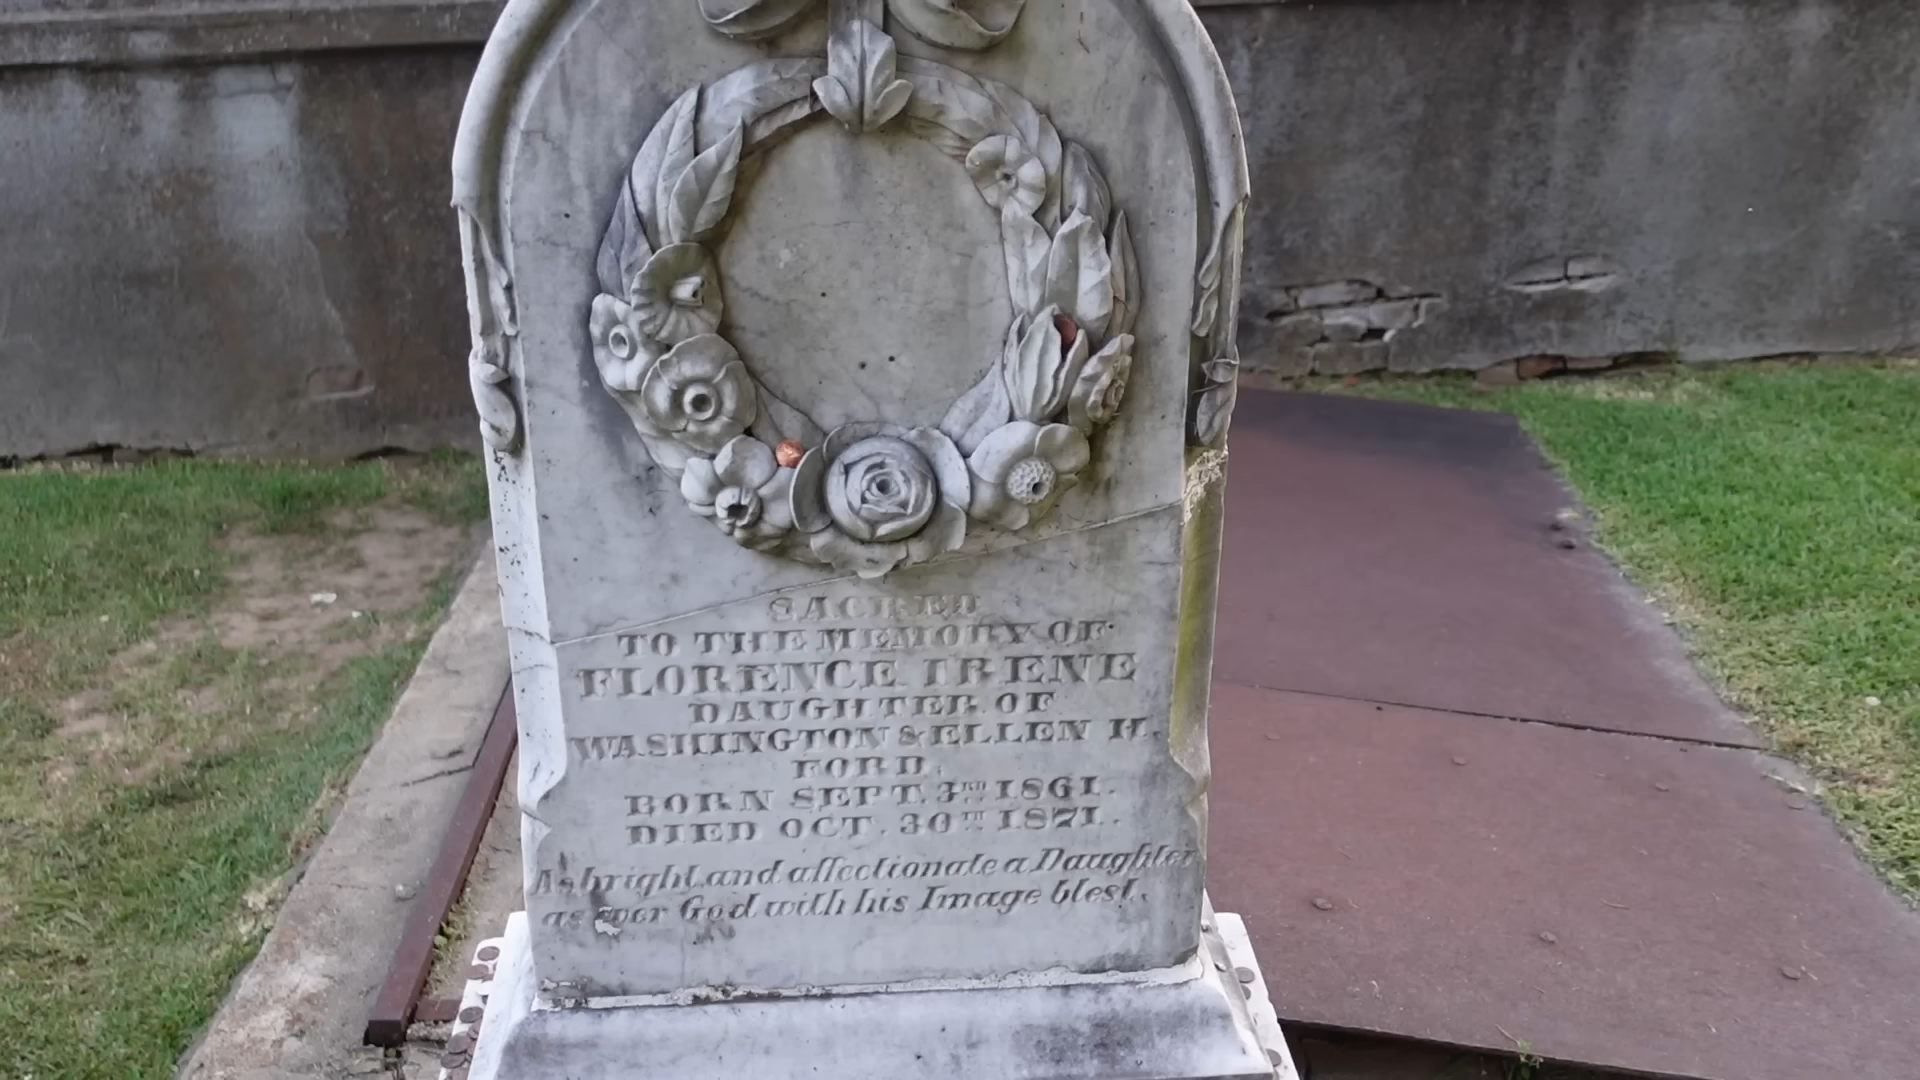 SACRED
TO THE MEMORY OF
FLORENCE IRENE
DAUGHTER OF
WASHINGTON & ELLEN H.
FORD.
BORN SEPT. 3RD 1861.
DIED OCT. 30TH 1871.
As bright and affectionate a Daughter
as ever God with his Image blest.